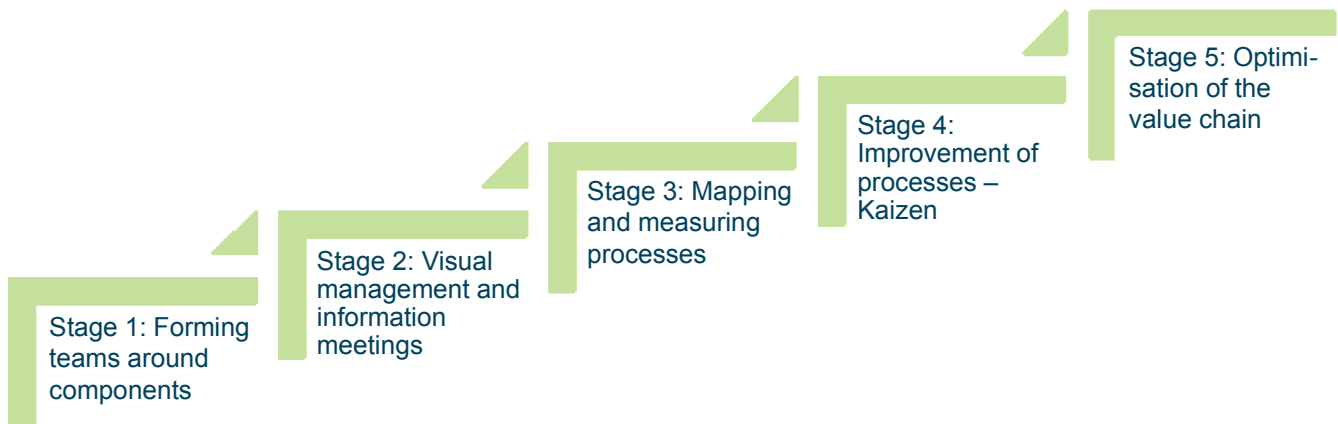 Stage 1: Forming
teams around
components
Stage 2: Visual
management and
information
meetings
Stage 3: Mapping
and measuring
processes
Stage 4:
Improvement of
processes –
Kaizen
Stage 5: Optimi-
sation of the
value chain